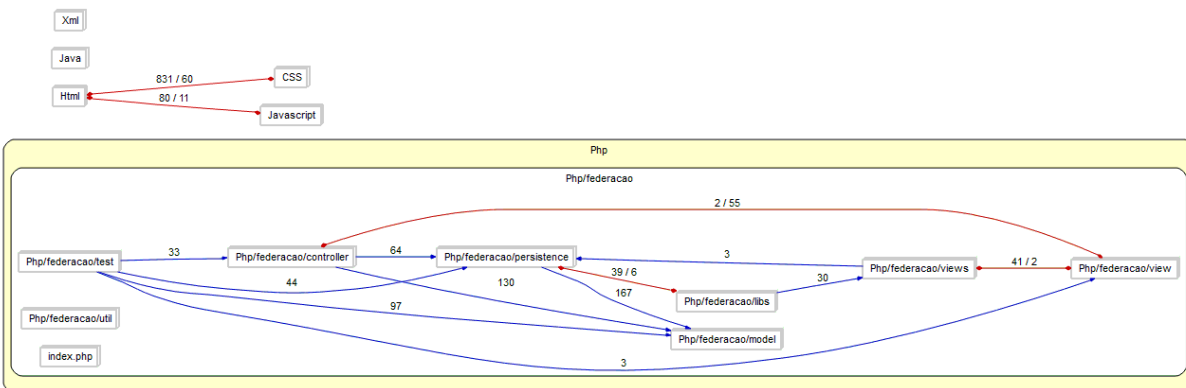 Xml
Java
831 / 60
CSS
Html
80 / 11
Javascript
Php
Php/federacao
2 / 55
Php/federacao/test
33
Php/federacao/controller
64
Php/federacao/persistence
3
Php/federacao/views
41 / 2
Php/federacao/view
39 / 6
44
130
30
167
Php/federacao/libs
97
Php/federacao/util
Php/federacao/model
index.php
3